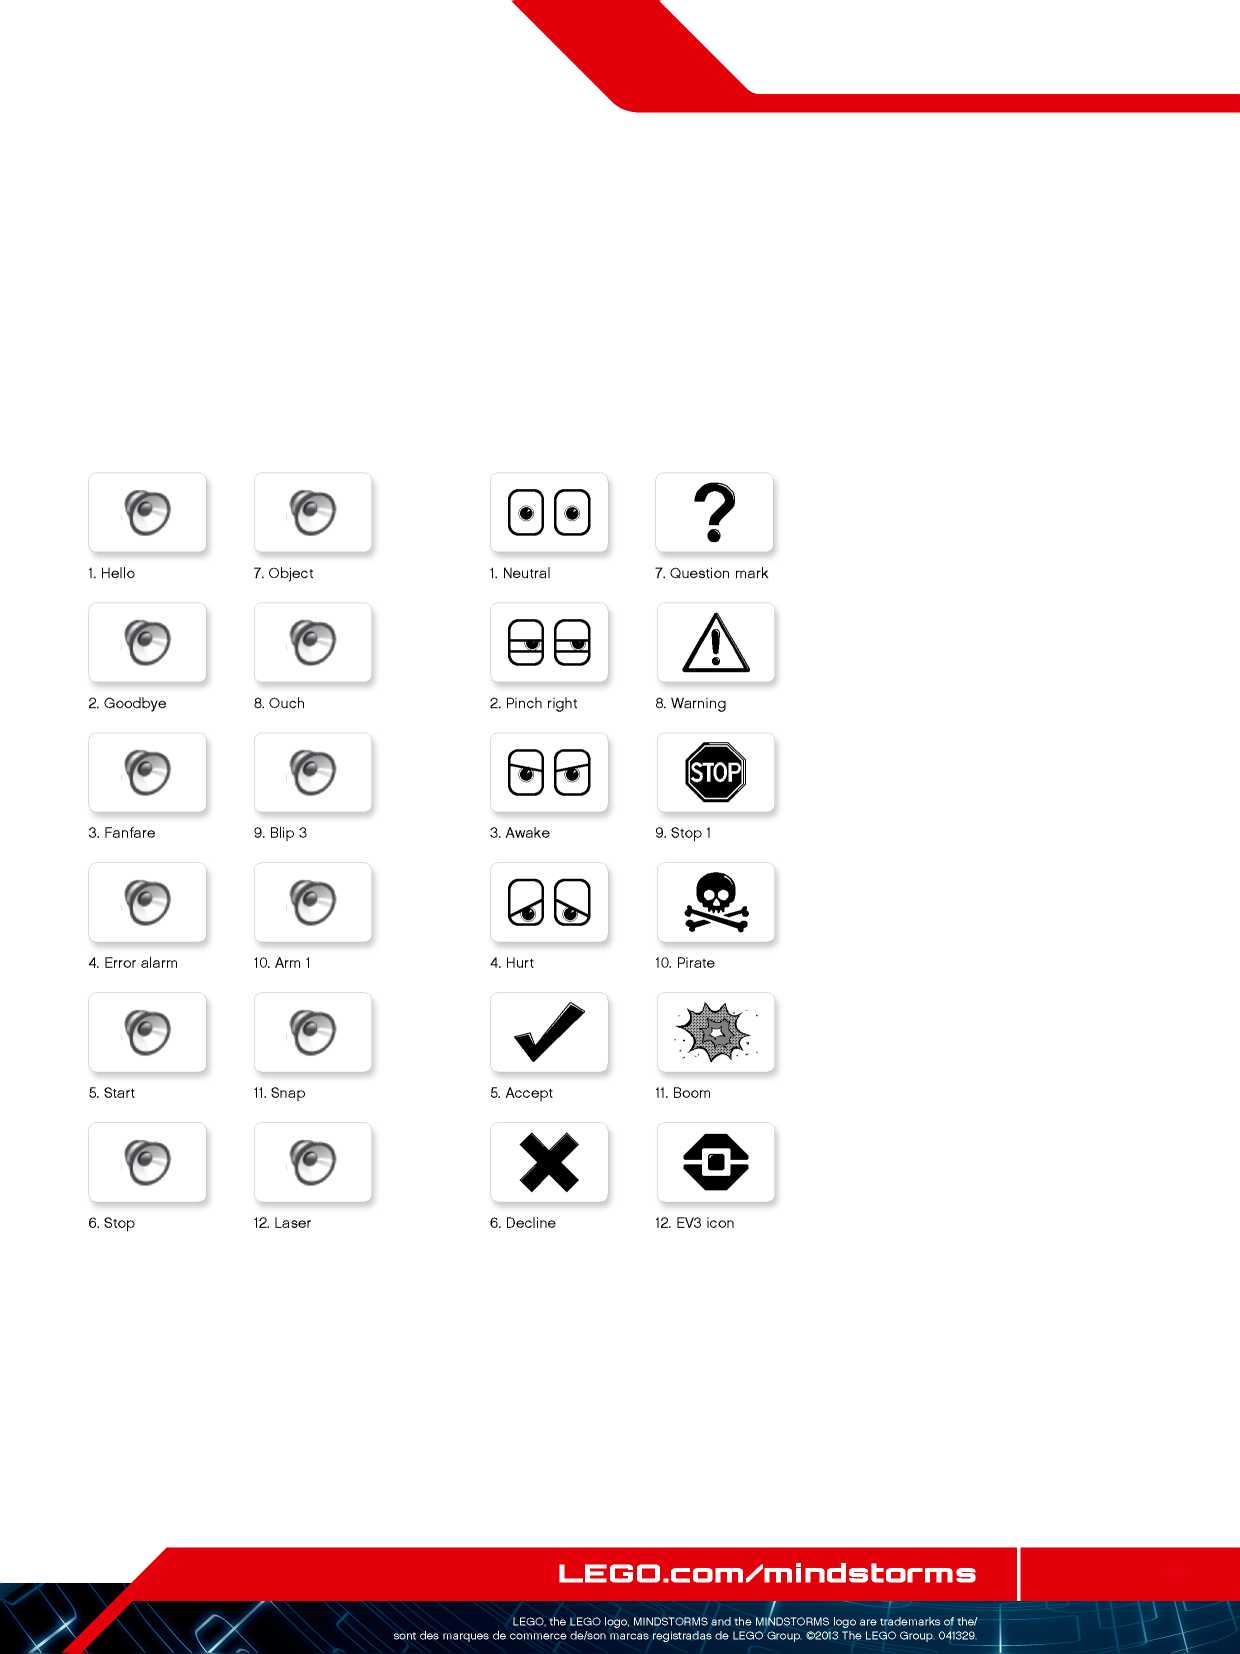 1. Hello
7. Object
1. Neutral
7. Question mark
2. Goodbye
8. Ouch
2. Pinch right
8. Warning
STOP
3. Fanfare
9. Blip 3
3. Awake
9. Stop 1
4. Error alarm
10. Arm 1
4. Hurt
10. Pirate
5. Start
11. Snap
5. Accept
11. Boom
6. Stop
12. Laser
6. Decline
12. EV3 icon
LEGO.com/mindstorms
LEGO, the LEGO logo, MINDSTORMS and the MINDSTORMS logo are trademarks of the/
sont des marques de commerce de/son marcas registradas de LEGO Group. ©2013 The LEGO Group. 041329.